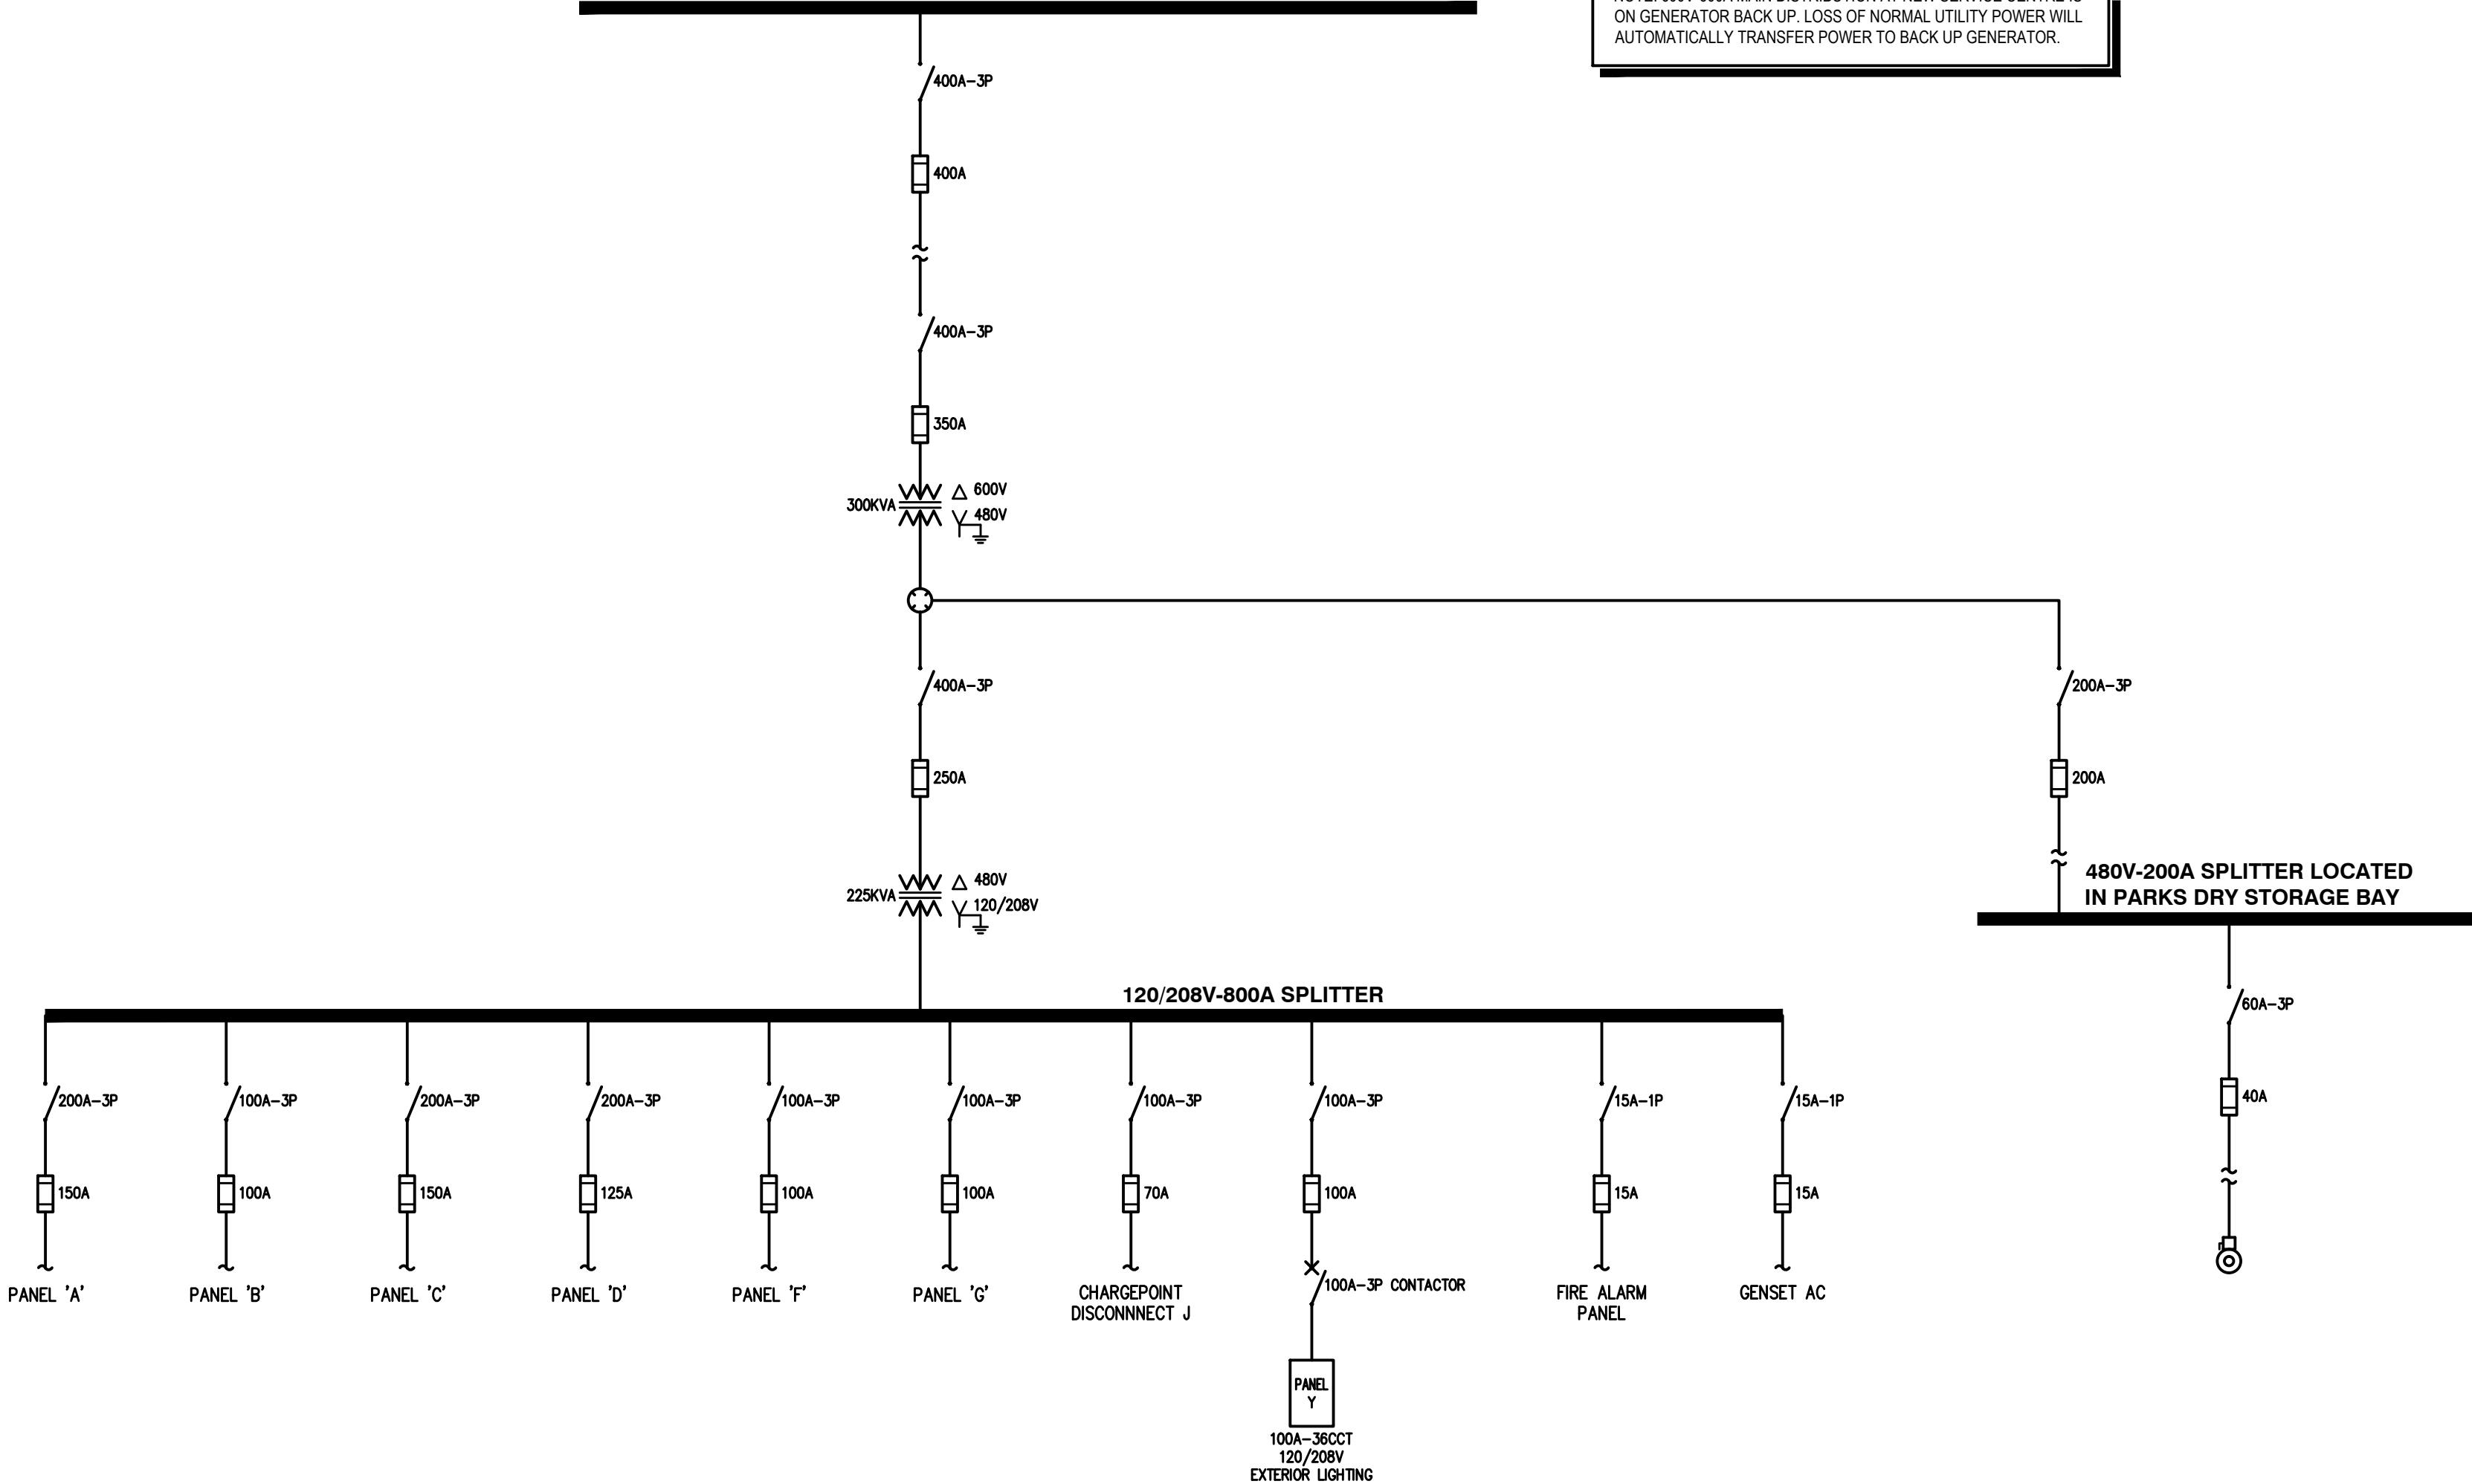 ON GENERATOR BACK UP. LOSS OF NORMAL UTILITY POWER WILL
AUTOMATICALLY TRANSFER POWER TO BACK UP GENERATOR.
400A-3P
400A
400A-3P
350A
300KVA
600V
480V
400A-3P
200A-3P
250A
200A
225KVA
480V
120/208V
480V-200A SPLITTER LOCATED
IN PARKS DRY STORAGE BAY
120/208V-800A SPLITTER
60A-3P
40A
200A-3P
100A-3P
200A-3P
200A-3P
100A-3P
100A-3P
100A-3P
100A-3P
15A-1P
15A-1P
150A
100A
150A
125A
100A
100A
70A
100A
15A
15A
PANEL 'A'
PANEL 'B'
PANEL 'C'
PANEL 'D'
PANEL 'F'
PANEL 'G'
CHARGEPOINT
DISCONNNECT J
100A-3P CONTACTOR
FIRE ALARM
PANEL
GENSET AC
PANEL
Y
100A-36CCT
120/208V
EXTERIOR LIGHTING